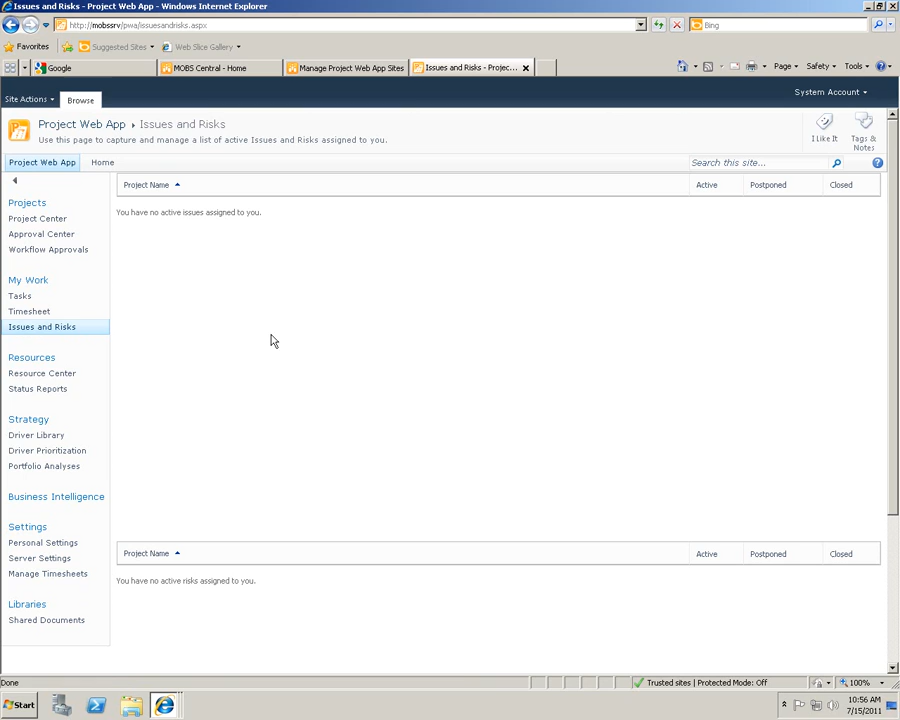 Issues and Risks - Project Web App - Windows Internet Explorer
http://mobssrv/pwa/issuesandrisks.aspx
Bing
Favorites
Suggested Sites
Web Slice Gallery
Google
MOBS Central - Home
Manage Project Web App Sites
Issues and Risks - Projec...
Page
Safety
Tools
System Account
Site Actions
Browse
Project Web App
Issues and Risks
Use this page to capture and manage a list of active Issues and Risks assigned to you.
I Like It
Tags &
Notes
Project Web App
Home
Search this site...
Projects
Project Center
Approval Center
Workflow Approvals
My Work
Tasks
Timesheet
Issues and Risks
Resources
Resource Center
Status Reports
Strategy
Driver Library
Driver Prioritization
Portfolio Analyses
Business Intelligence
Settings
Personal Settings
Server Settings
Manage Timesheets
Libraries
Shared Documents
Project Name
Active
Postponed
Closed
You have no active issues assigned to you.
Project Name
Active
Postponed
Closed
You have no active risks assigned to you.
Done
Trusted sites | Protected Mode: Off
100%
Start
10:56 AM
7/15/2011